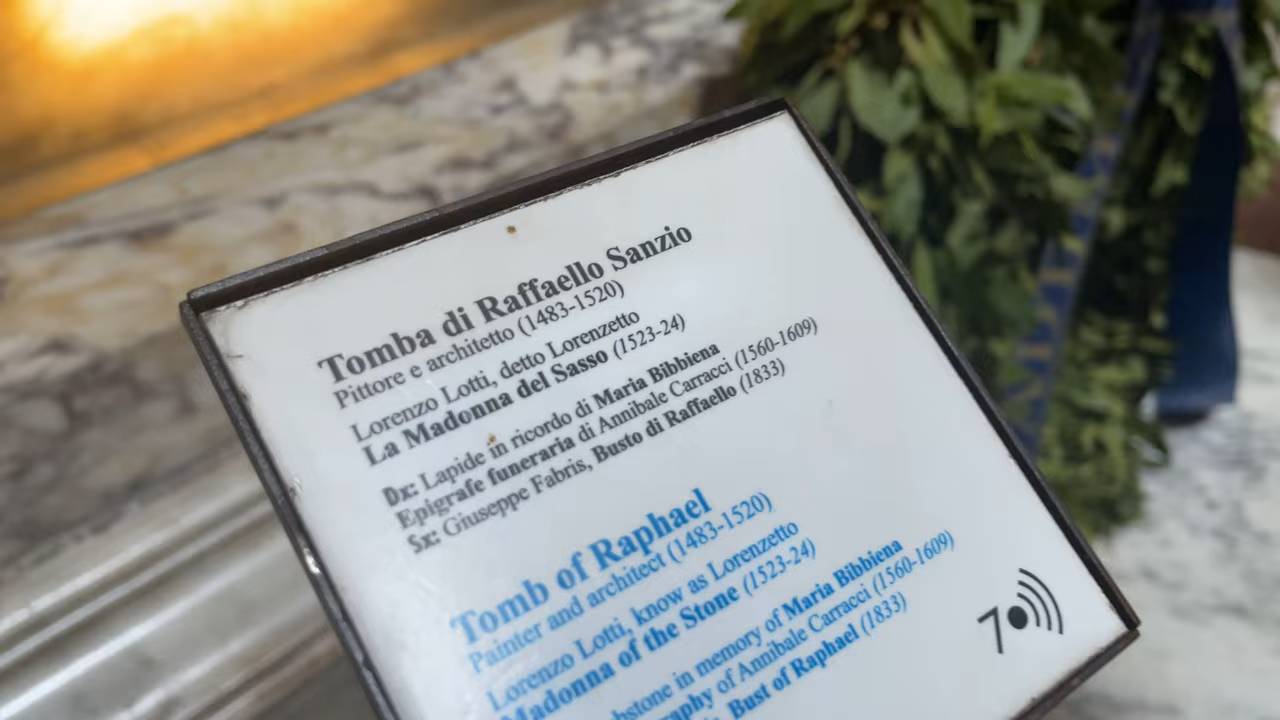 Tomba di Raffaello Sanzio
Pittore e architetto (1483-1520)
Lorenzo Lotti, detto Lorenzetto
La Madonna del Sasso (1523-24)
Dx: Lapide in ricordo di Maria Bibbiena
Epigrafe funeraria di Annibale Carracci (1560-1609)
Sx: Giuseppe Fabris, Busto di Raffaello (1833)
Tomb of Raphael
Painter and architect (1483-1520)
Lorenzo Lotti, know as Lorenzetto
Madonna of the Stone (1523-24)
in memory of Maria Bibbiena
of Annibale Carracci (1560-1609)
Bust of Raphael (1833)
7